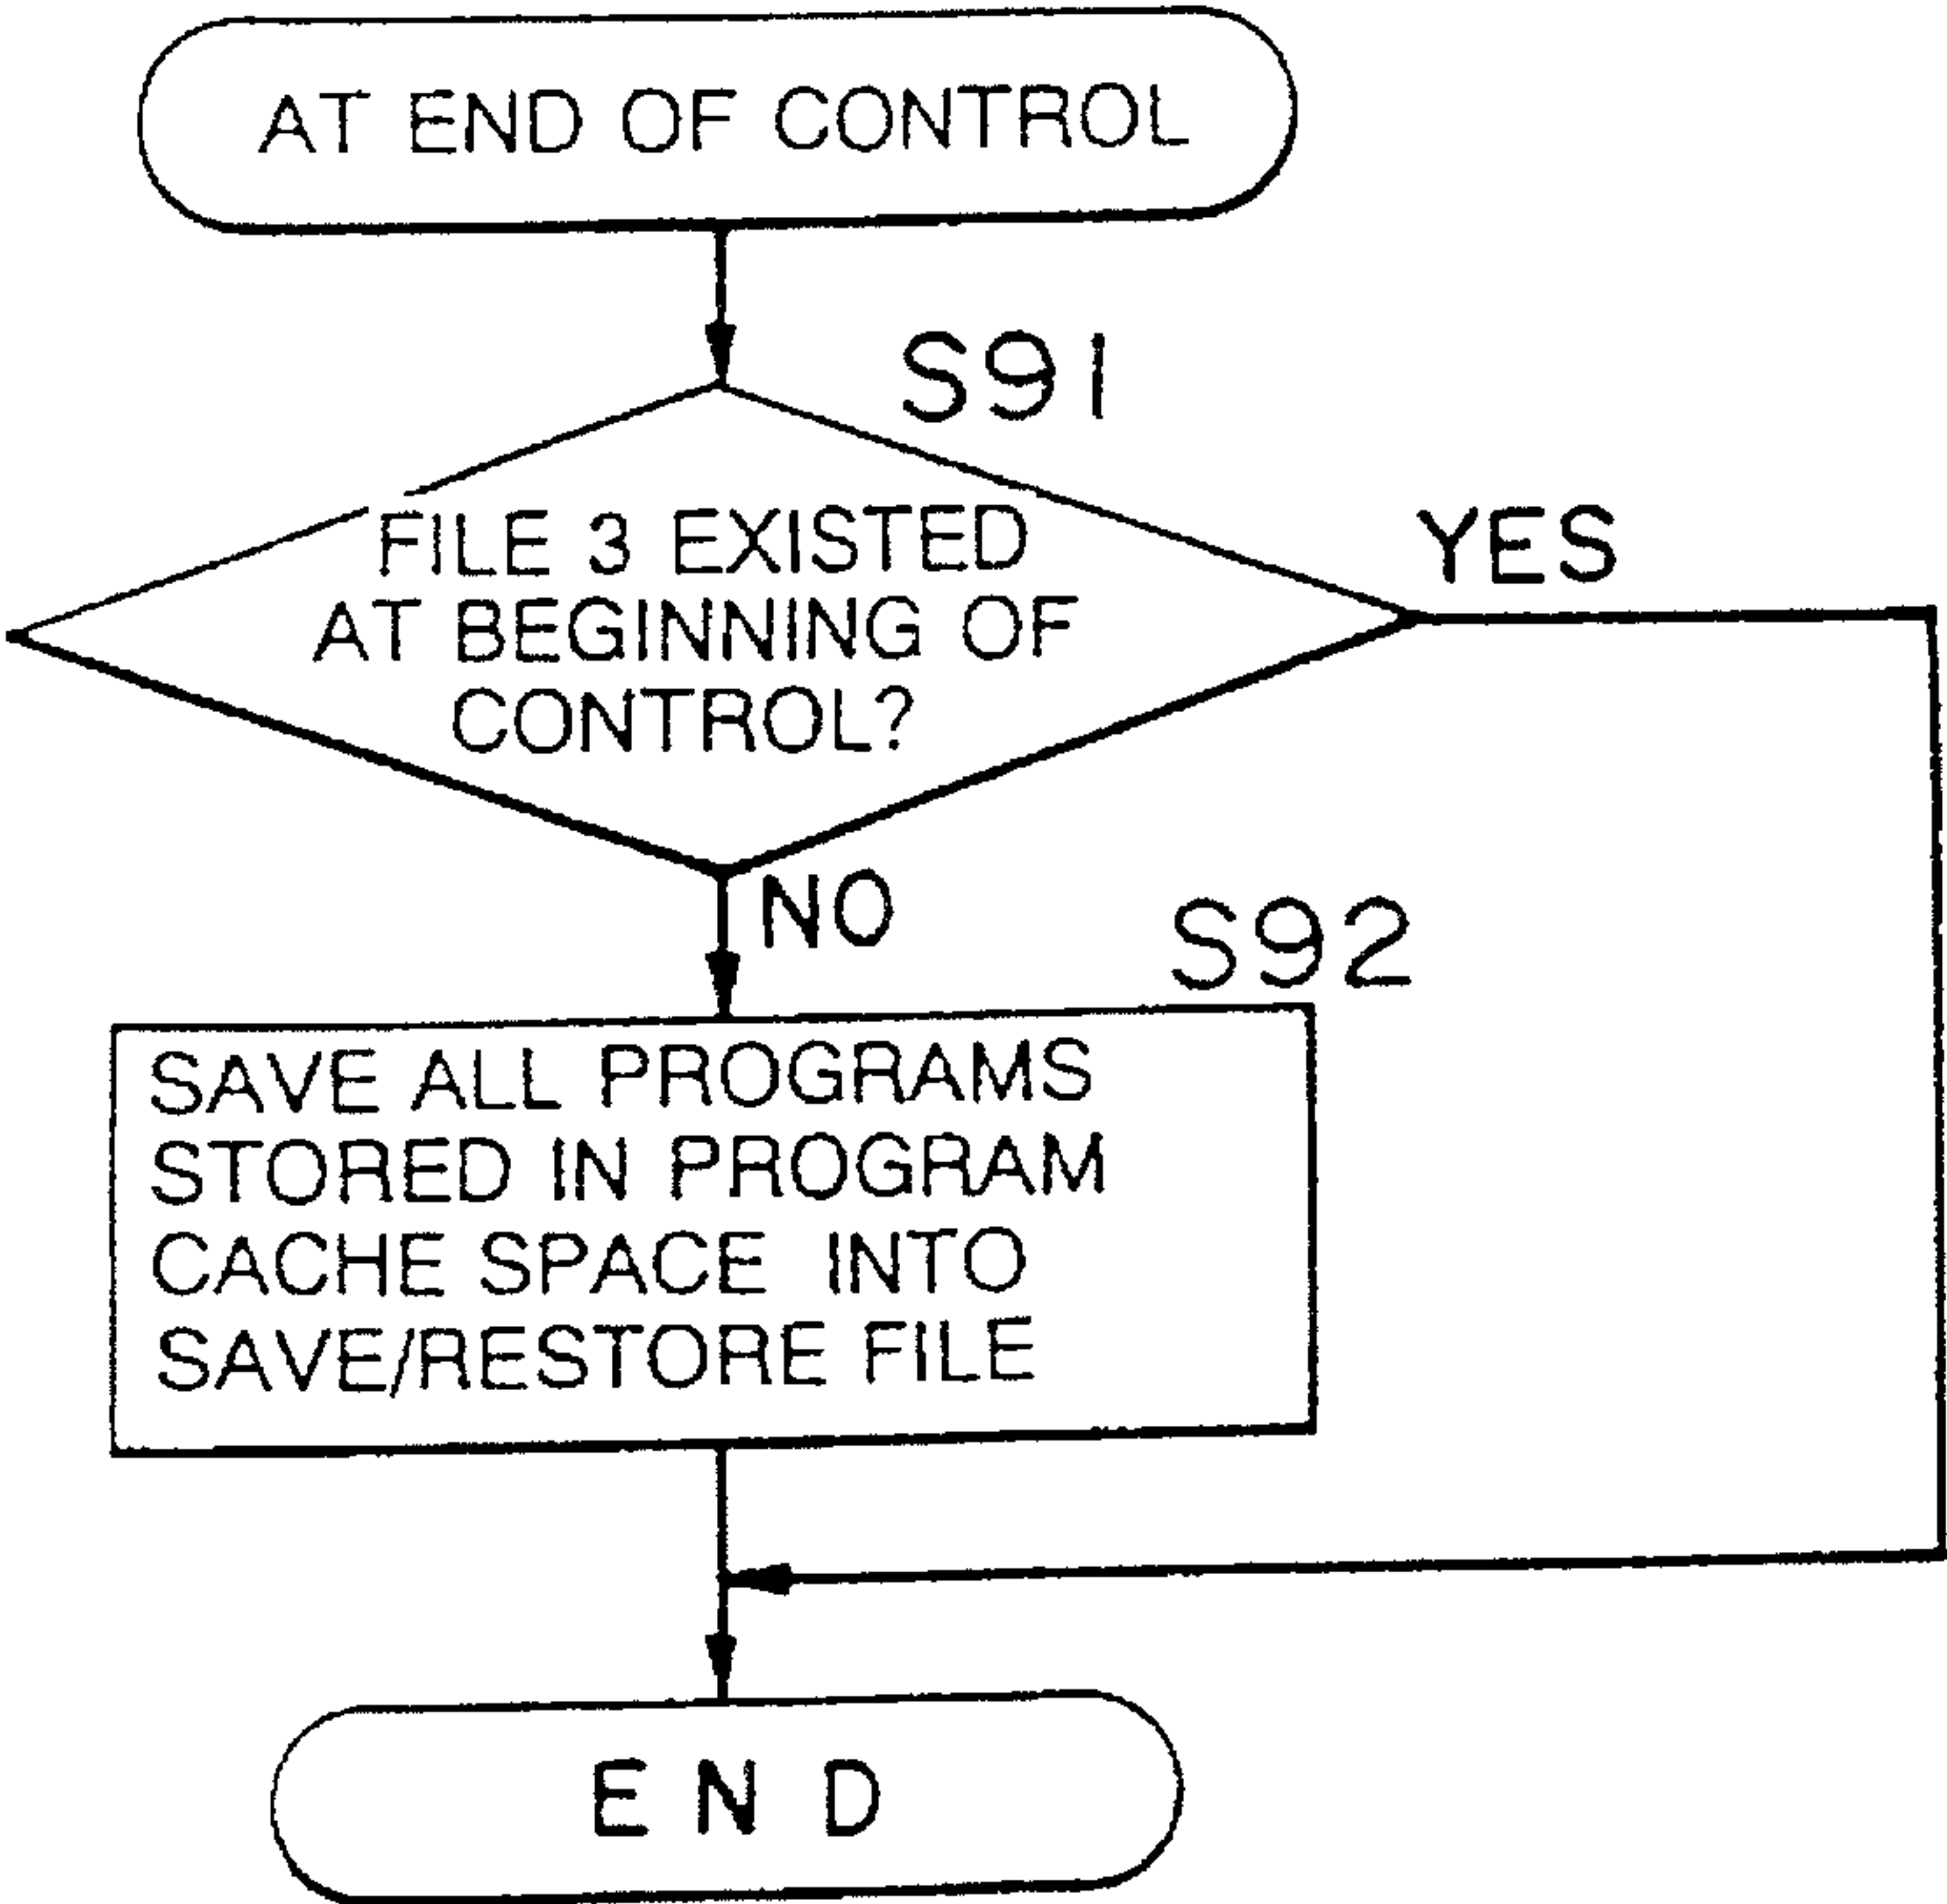 AT END OF CONTROL
S91
FILE 3 EXISTED
AT BEGINNING OF
CONTROL?
YES
NO
S92
SAVE ALL PROGRAMS
STORED IN PROGRAM
CACHE SPACE INTO
SAVE/RESTORE FILE
END